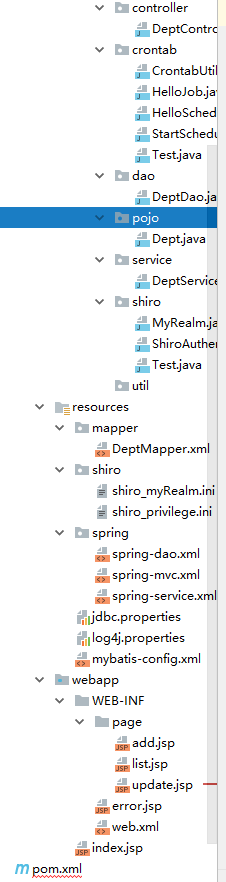 controller
DeptContro
crontab
CrontabUtil
HelloJob.ja
HelloSched
StartSchedu
Test.java
dao
DeptDao.ja
pojo
Dept.java
service
DeptService
shiro
MyRealm.ja
ShiroAuthen
Test.java
util
resources
mapper
DeptMapper.xml
shiro
shiro_myRealm.ini
shiro_privilege.ini
spring
spring-dao.xml
spring-mvc.xml
spring-service.xml
jdbc.properties
log4j.properties
mybatis-config.xml
webapp
WEB-INF
page
add.jsp
list.jsp
update.jsp
error.jsp
web.xml
index.jsp
pom.xml